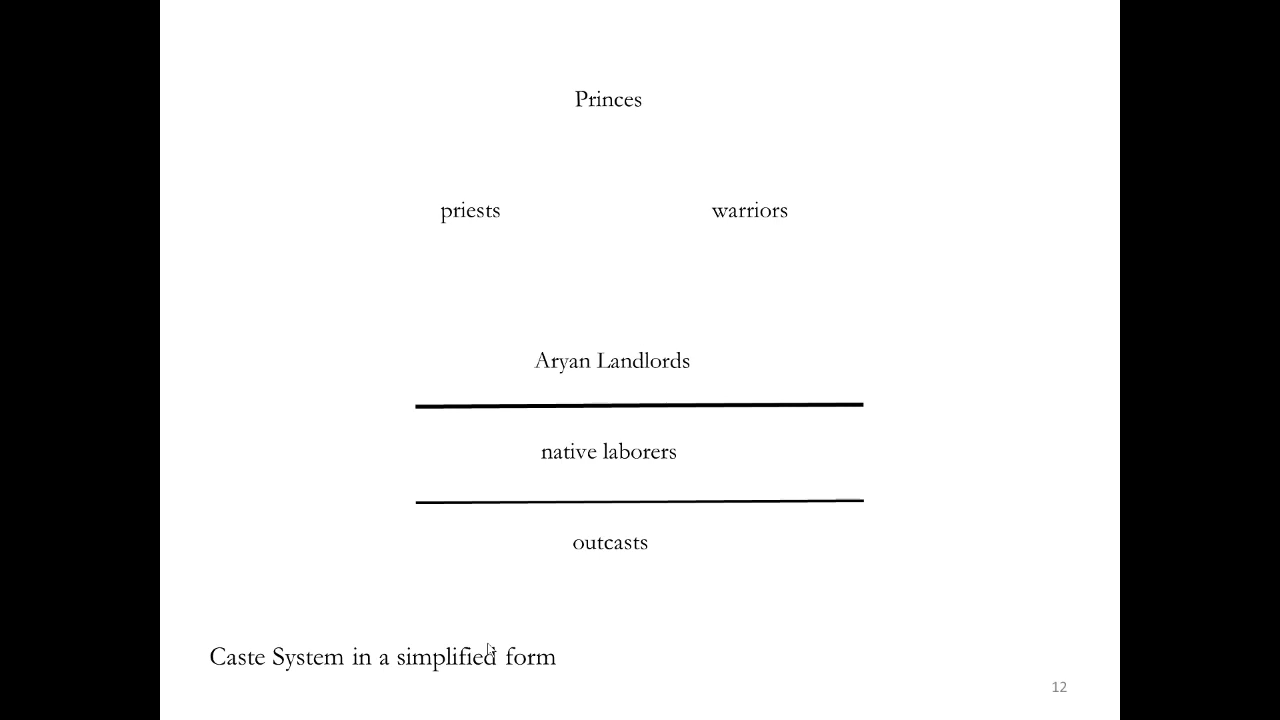 Princes
priests warriors
Aryan Landlords
native laborers
outcasts
Caste System in a simplified form
12